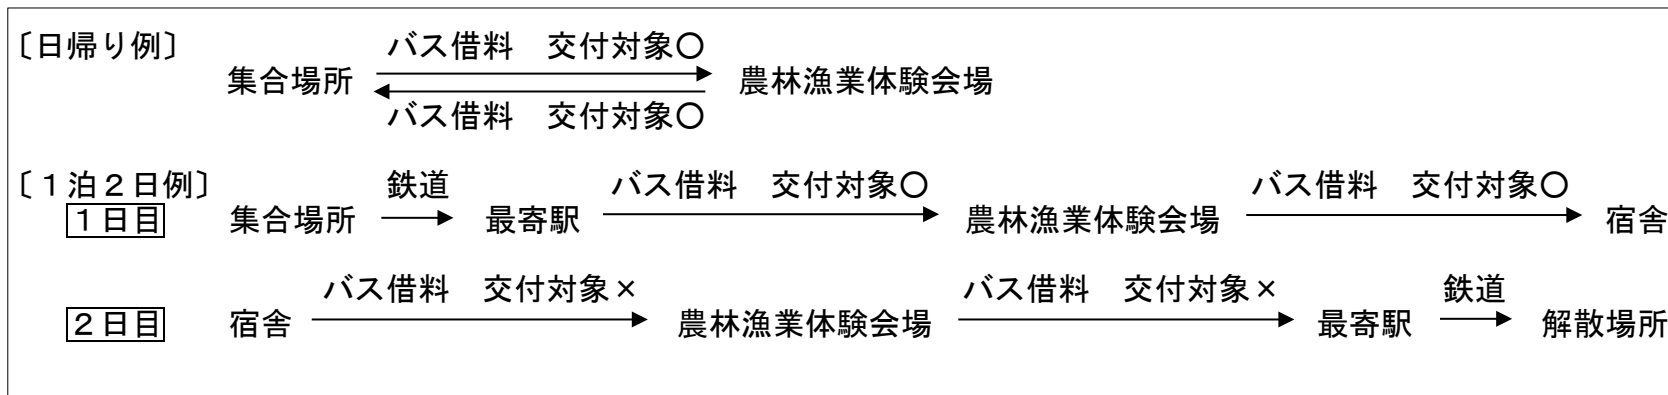 〔日帰り例〕
バス借料　交付対象〇
集合場所　農林漁業体験会場
バス借料　交付対象〇
〔１泊２日例〕　鉄道　バス借料　交付対象〇　バス借料　交付対象〇
１日目　集合場所　最寄駅　農林漁業体験会場　宿舎
バス借料　交付対象×　バス借料　交付対象×　鉄道
２日目　宿舎　農林漁業体験会場　最寄駅　解散場所